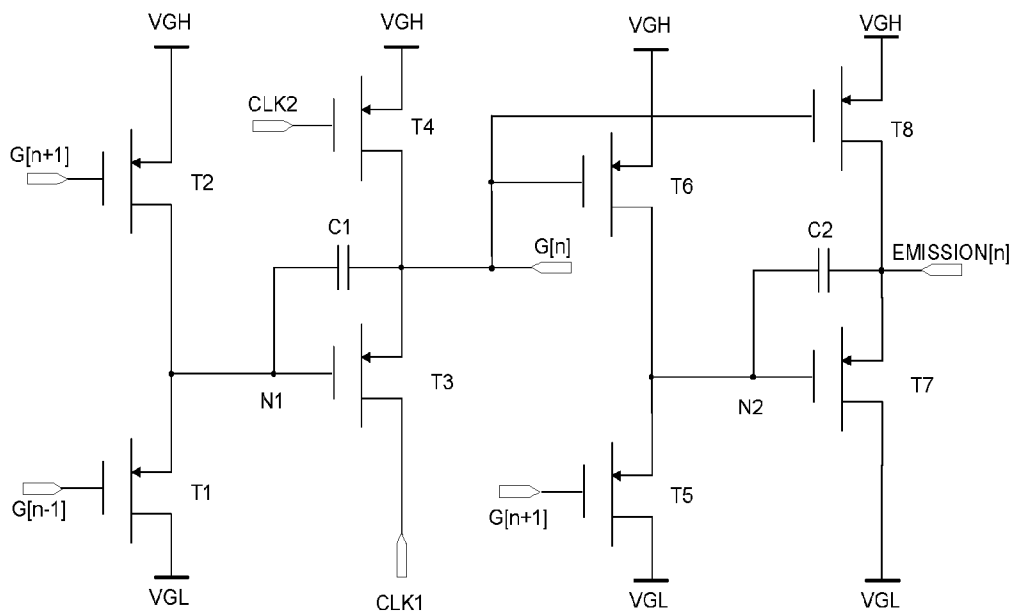 VGH
VGH
VGH
VGH
CLK2
T4
T8
G[n+1]
T2
T6
C1
C2
G[n]
EMISSION[n]
T3
T7
N1
N2
T1
T5
G[n-1]
G[n+1]
VGL
CLK1
VGL
VGL